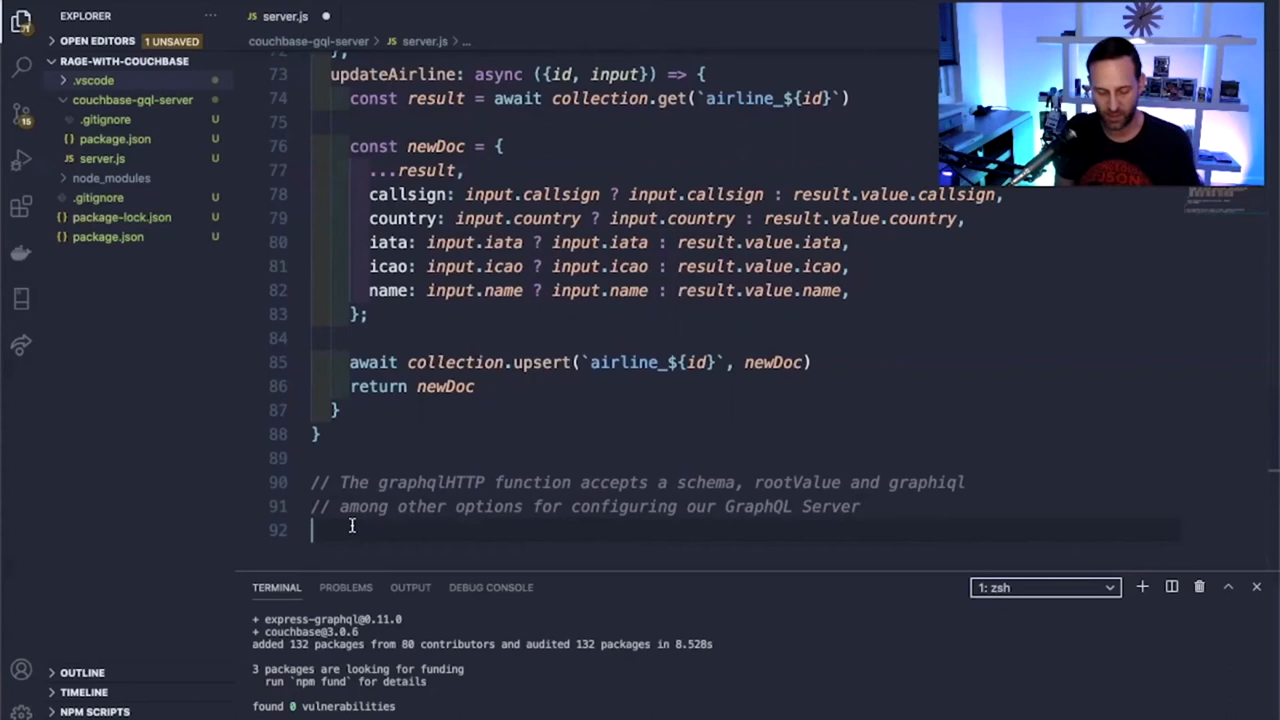 EXPLORER
OPEN EDITORS 1 UNSAVED
RAGE-WITH-COUCHBASE
.vscode
couchbase-gql-server
.gitignore U
package.json U
server.js U
node_modules
.gitignore U
package-lock.json U
package.json U
15
OUTLINE
TIMELINE
NPM SCRIPTS
JS server.js
couchbase-gql-server > JS server.js > ...
73 updateAirline: async ({id, input}) => {
74 const result = await collection.get(`airline_${id}`)
75
76 const newDoc = {
77 ...result,
78 callsign: input.callsign ? input.callsign : result.value.callsign,
79 country: input.country ? input.country : result.value.country,
80 iata: input.iata ? input.iata : result.value.iata,
81 icao: input.icao ? input.icao : result.value.icao,
82 name: input.name ? input.name : result.value.name,
83 };
84
85 await collection.upsert(`airline_${id}`, newDoc)
86 return newDoc
87 }
88 }
89
90 // The graphqlHTTP function accepts a schema, rootValue and graphiql
91 // among other options for configuring our GraphQL Server
92
TERMINAL PROBLEMS OUTPUT DEBUG CONSOLE 1: zsh
+ express-graphql@0.11.0
+ couchbase@3.0.6
added 132 packages from 80 contributors and audited 132 packages in 8.528s
3 packages are looking for funding
run `npm fund` for details
found 0 vulnerabilities